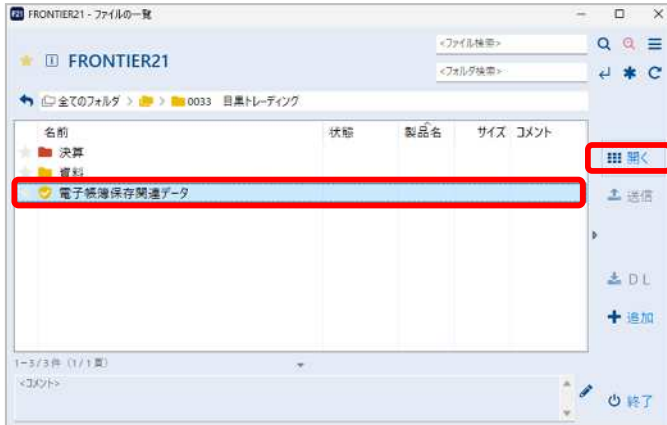 F21 FRONTIER21 - ファイルの一覧
<ファイル検索>
FRONTIER21
<フォルダ検索>
全てのフォルダ > > 0033 目黒トレーディング
名前 状態 製品名 サイズ コメント
決算
資料
電子帳簿保存関連データ
開く
送信
DL
追加
1-3/3件 (1/1頁)
<コメント>
終了